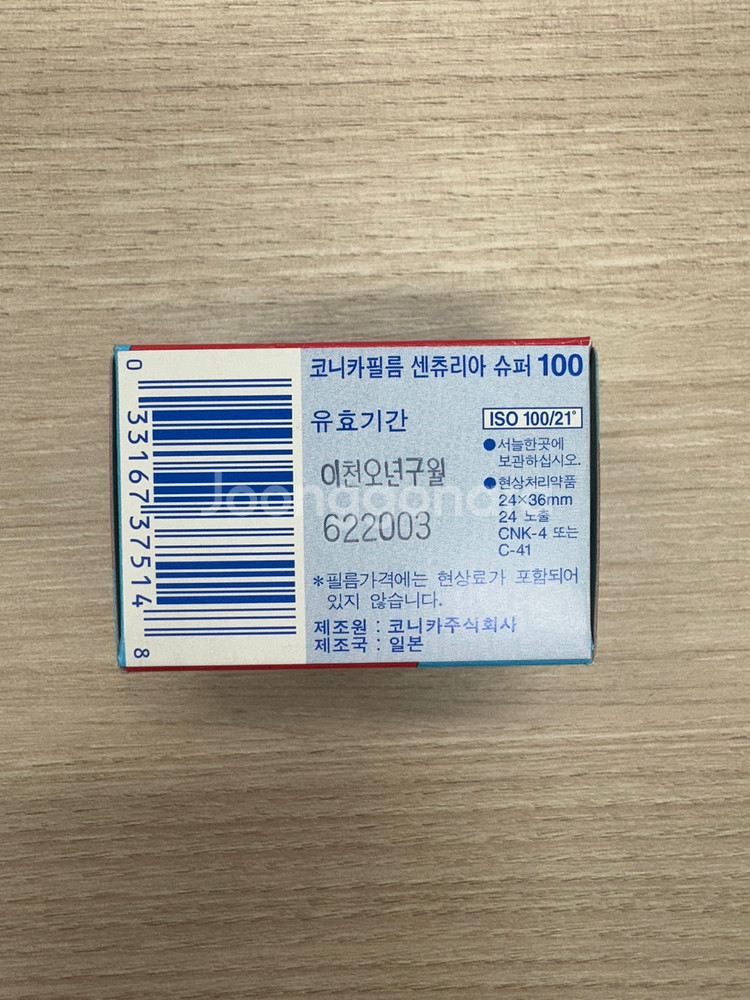 0 33167 37514 8
코니카필름 센츄리아 슈퍼 100
유효기간
이천오년구월
622003
ISO 100/21°
●서늘한곳에
보관하십시오.
●현상처리약품
24×36mm
24 노출
CNK-4 또는
C-41
*필름가격에는 현상료가 포함되어
있지 않습니다.
제조원 : 코니카주식회사
제조국 : 일본
Joonggonara